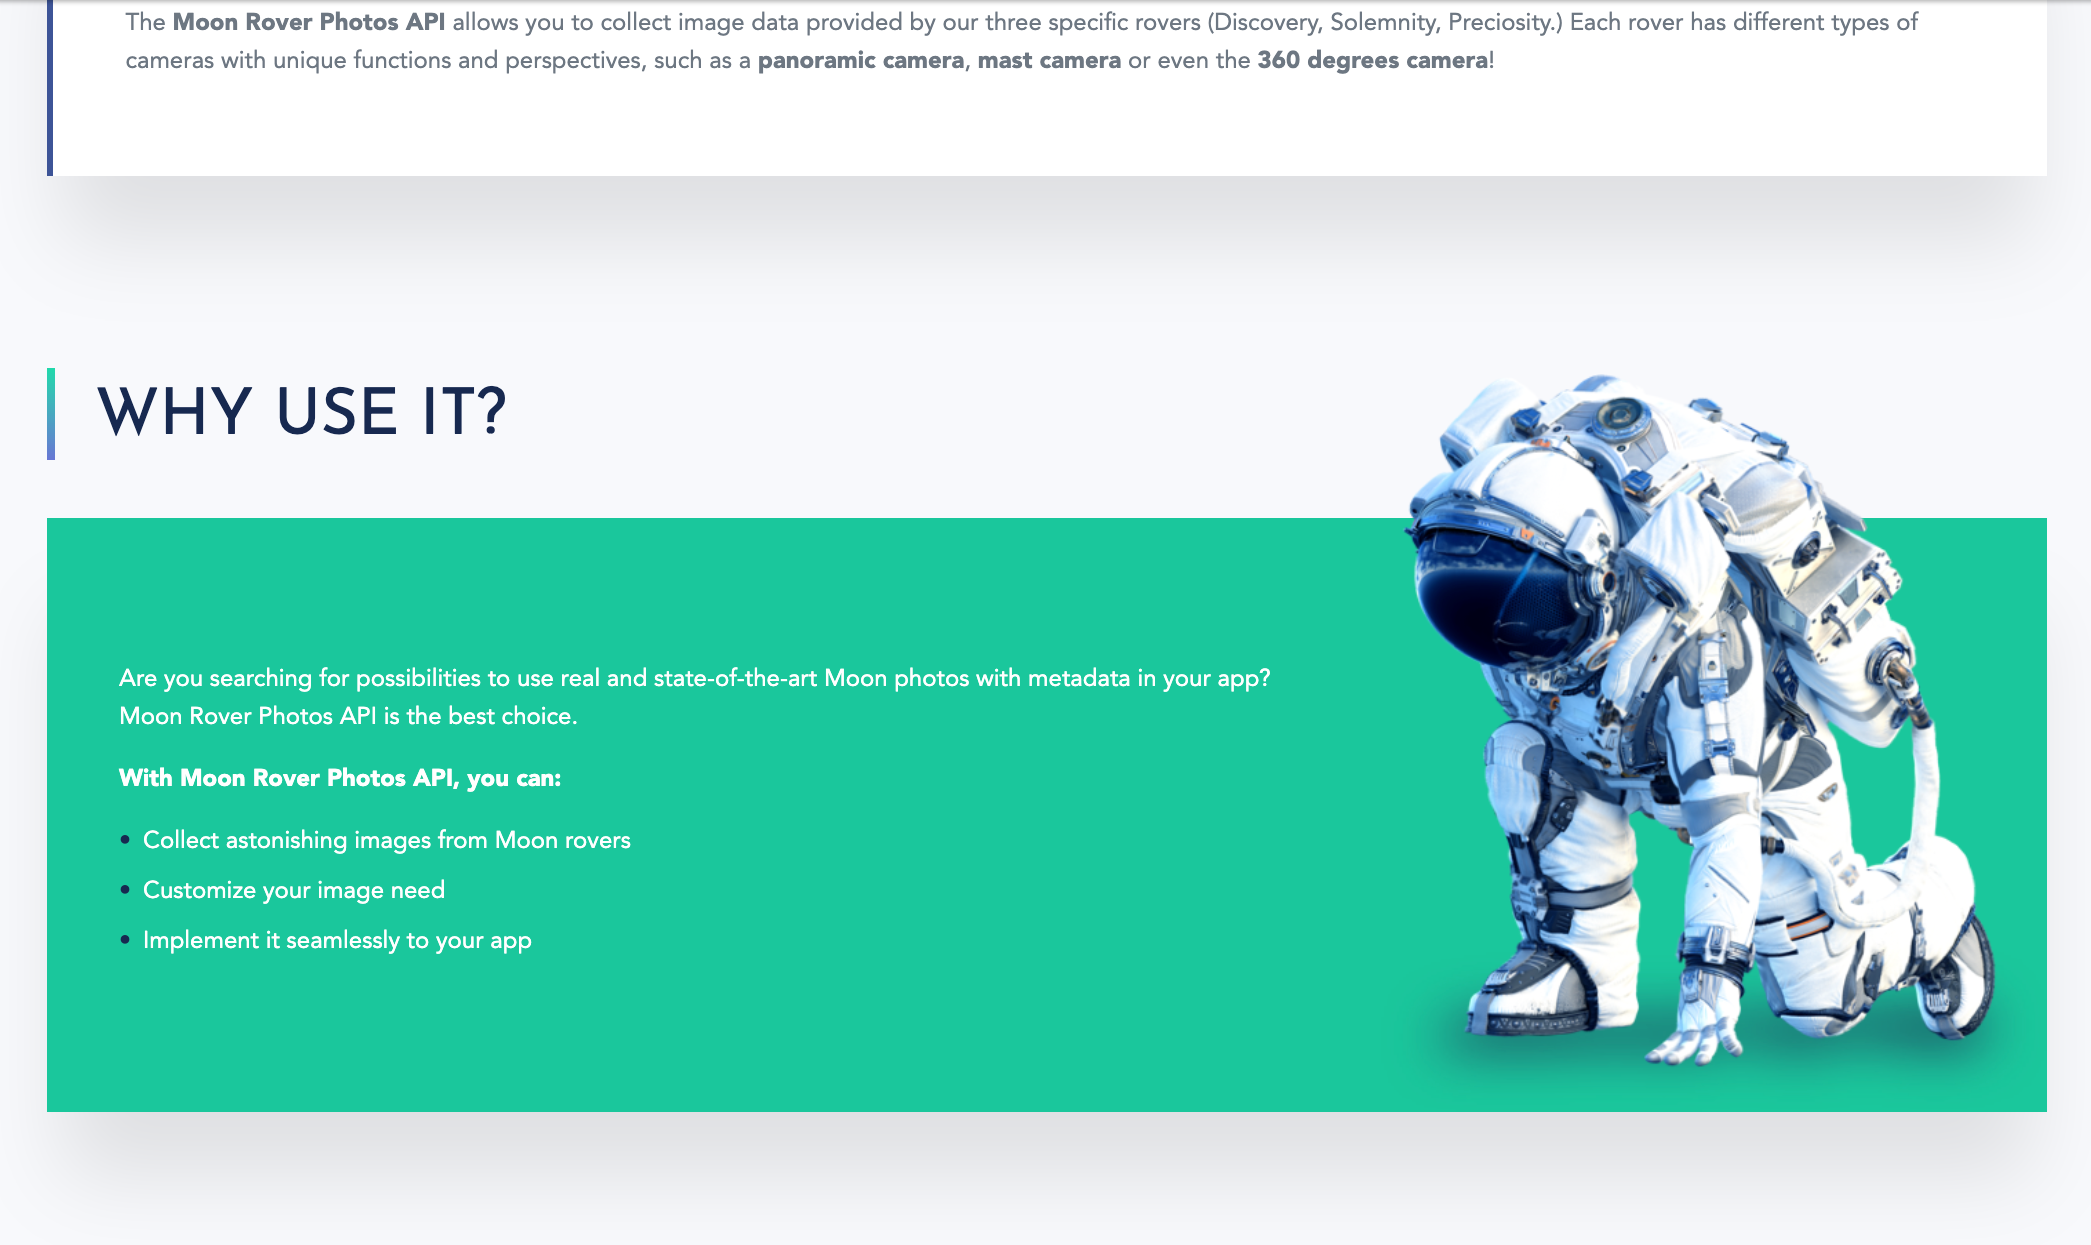 The Moon Rover Photos API allows you to collect image data provided by our three specific rovers (Discovery, Solemnity, Preciosity.) Each rover has different types of
cameras with unique functions and perspectives, such as a panoramic camera, mast camera or even the 360 degrees camera!
WHY USE IT?
Are you searching for possibilities to use real and state-of-the-art Moon photos with metadata in your app?
Moon Rover Photos API is the best choice.
With Moon Rover Photos API, you can:
• Collect astonishing images from Moon rovers
• Customize your image need
• Implement it seamlessly to your app